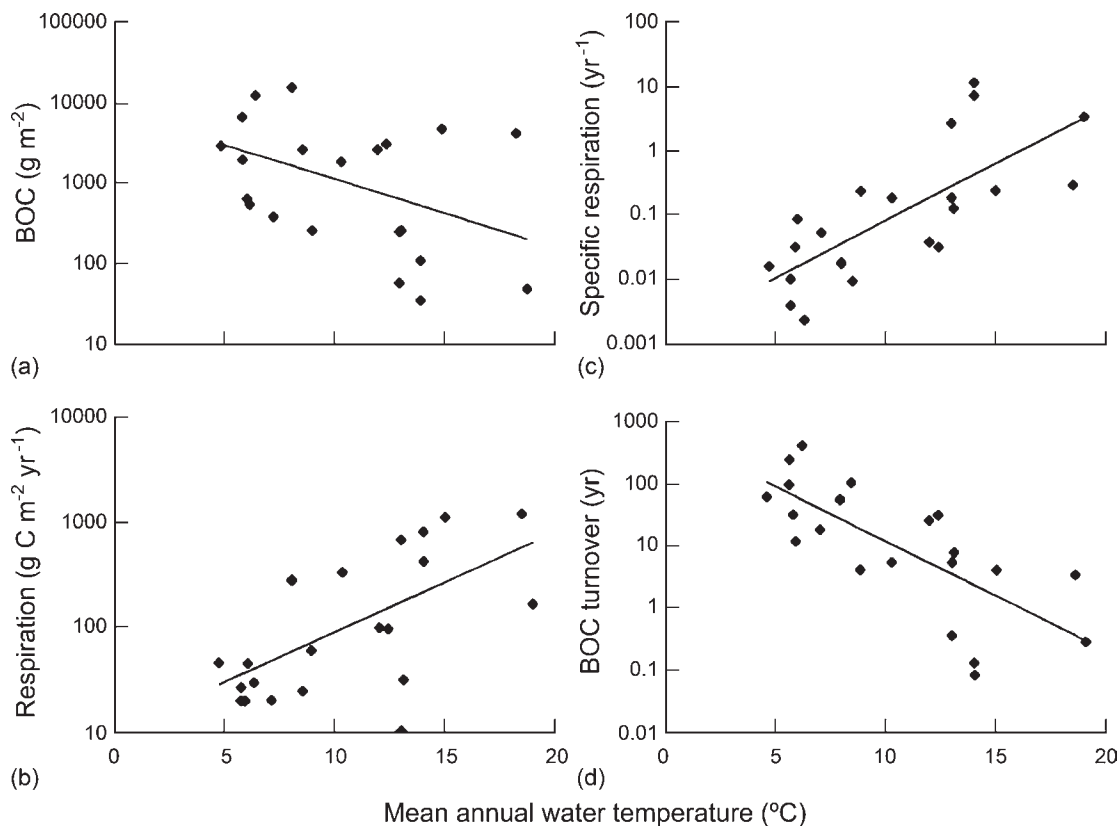 100000
10000
1000
100
10
BOC (g m⁻²)
(a)
100
10
1
0.1
0.01
0.001
Specific respiration (yr⁻¹)
(c)
10000
1000
100
10
Respiration (g C m⁻² yr⁻¹)
0 5 10 15 20
(b)
1000
100
10
1
0.1
0.01
BOC turnover (yr)
0 5 10 15 20
(d)
Mean annual water temperature (ºC)